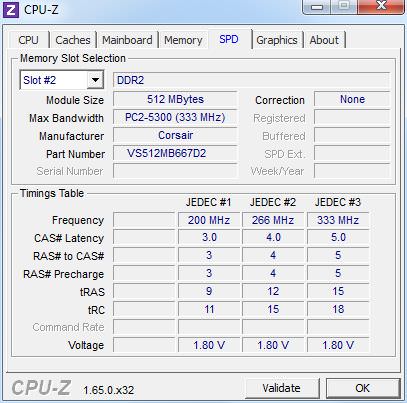 Z CPU-Z
CPU Caches Mainboard Memory SPD Graphics About
Memory Slot Selection
Slot #2 DDR2
Module Size 512 MBytes Correction None
Max Bandwidth PC2-5300 (333 MHz) Registered
Manufacturer Corsair Buffered
Part Number VS512MB667D2 SPD Ext.
Serial Number Week/Year
Timings Table
JEDEC #1 JEDEC #2 JEDEC #3
Frequency 200 MHz 266 MHz 333 MHz
CAS# Latency 3.0 4.0 5.0
RAS# to CAS# 3 4 5
RAS# Precharge 3 4 5
tRAS 9 12 15
tRC 11 15 18
Command Rate
Voltage 1.80 V 1.80 V 1.80 V
CPU-Z 1.65.0.x32 Validate OK